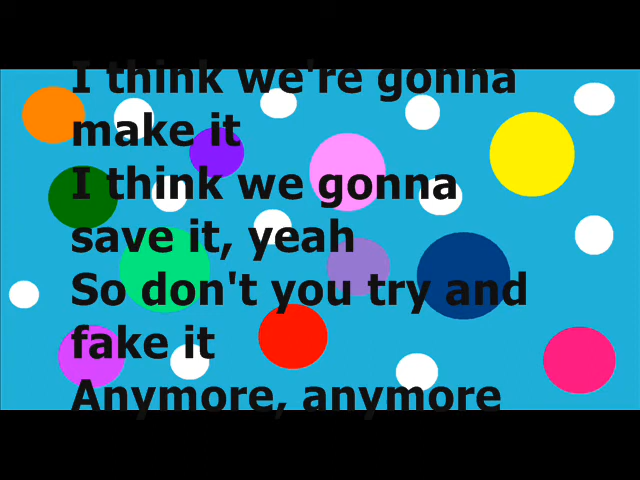 I think we're gonna
make it
I think we gonna
save it, yeah
So don't you try and
fake it
Anymore, anymore